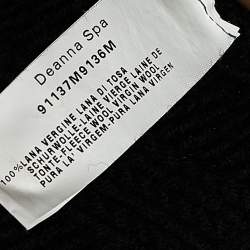 Deanna Spa
91137M9136M
100%LANA VERGINE LANA DI TOSA
SCHURWOLLE-LAINE VIERGE LAINE DE
TONTE-FLEECE WOOL VIRGIN WOOL
PURA LA' VIRGEM-PURA LANA VIRGEN